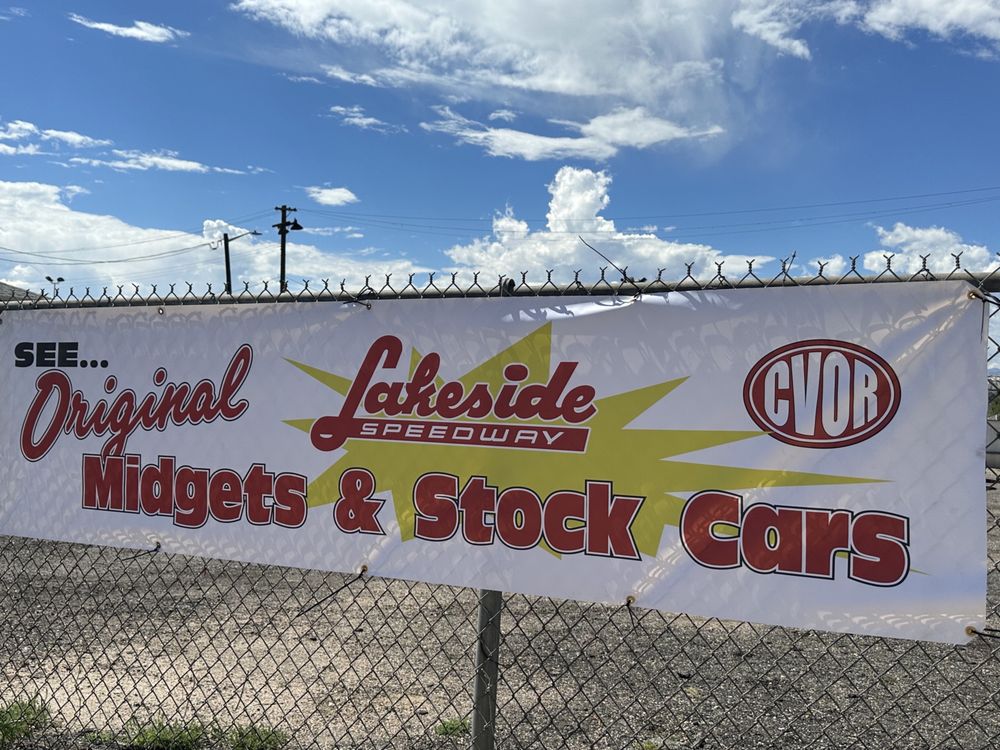 SEE...
Original
Lakeside
SPEEDWAY
CVOR
Midgets & Stock Cars